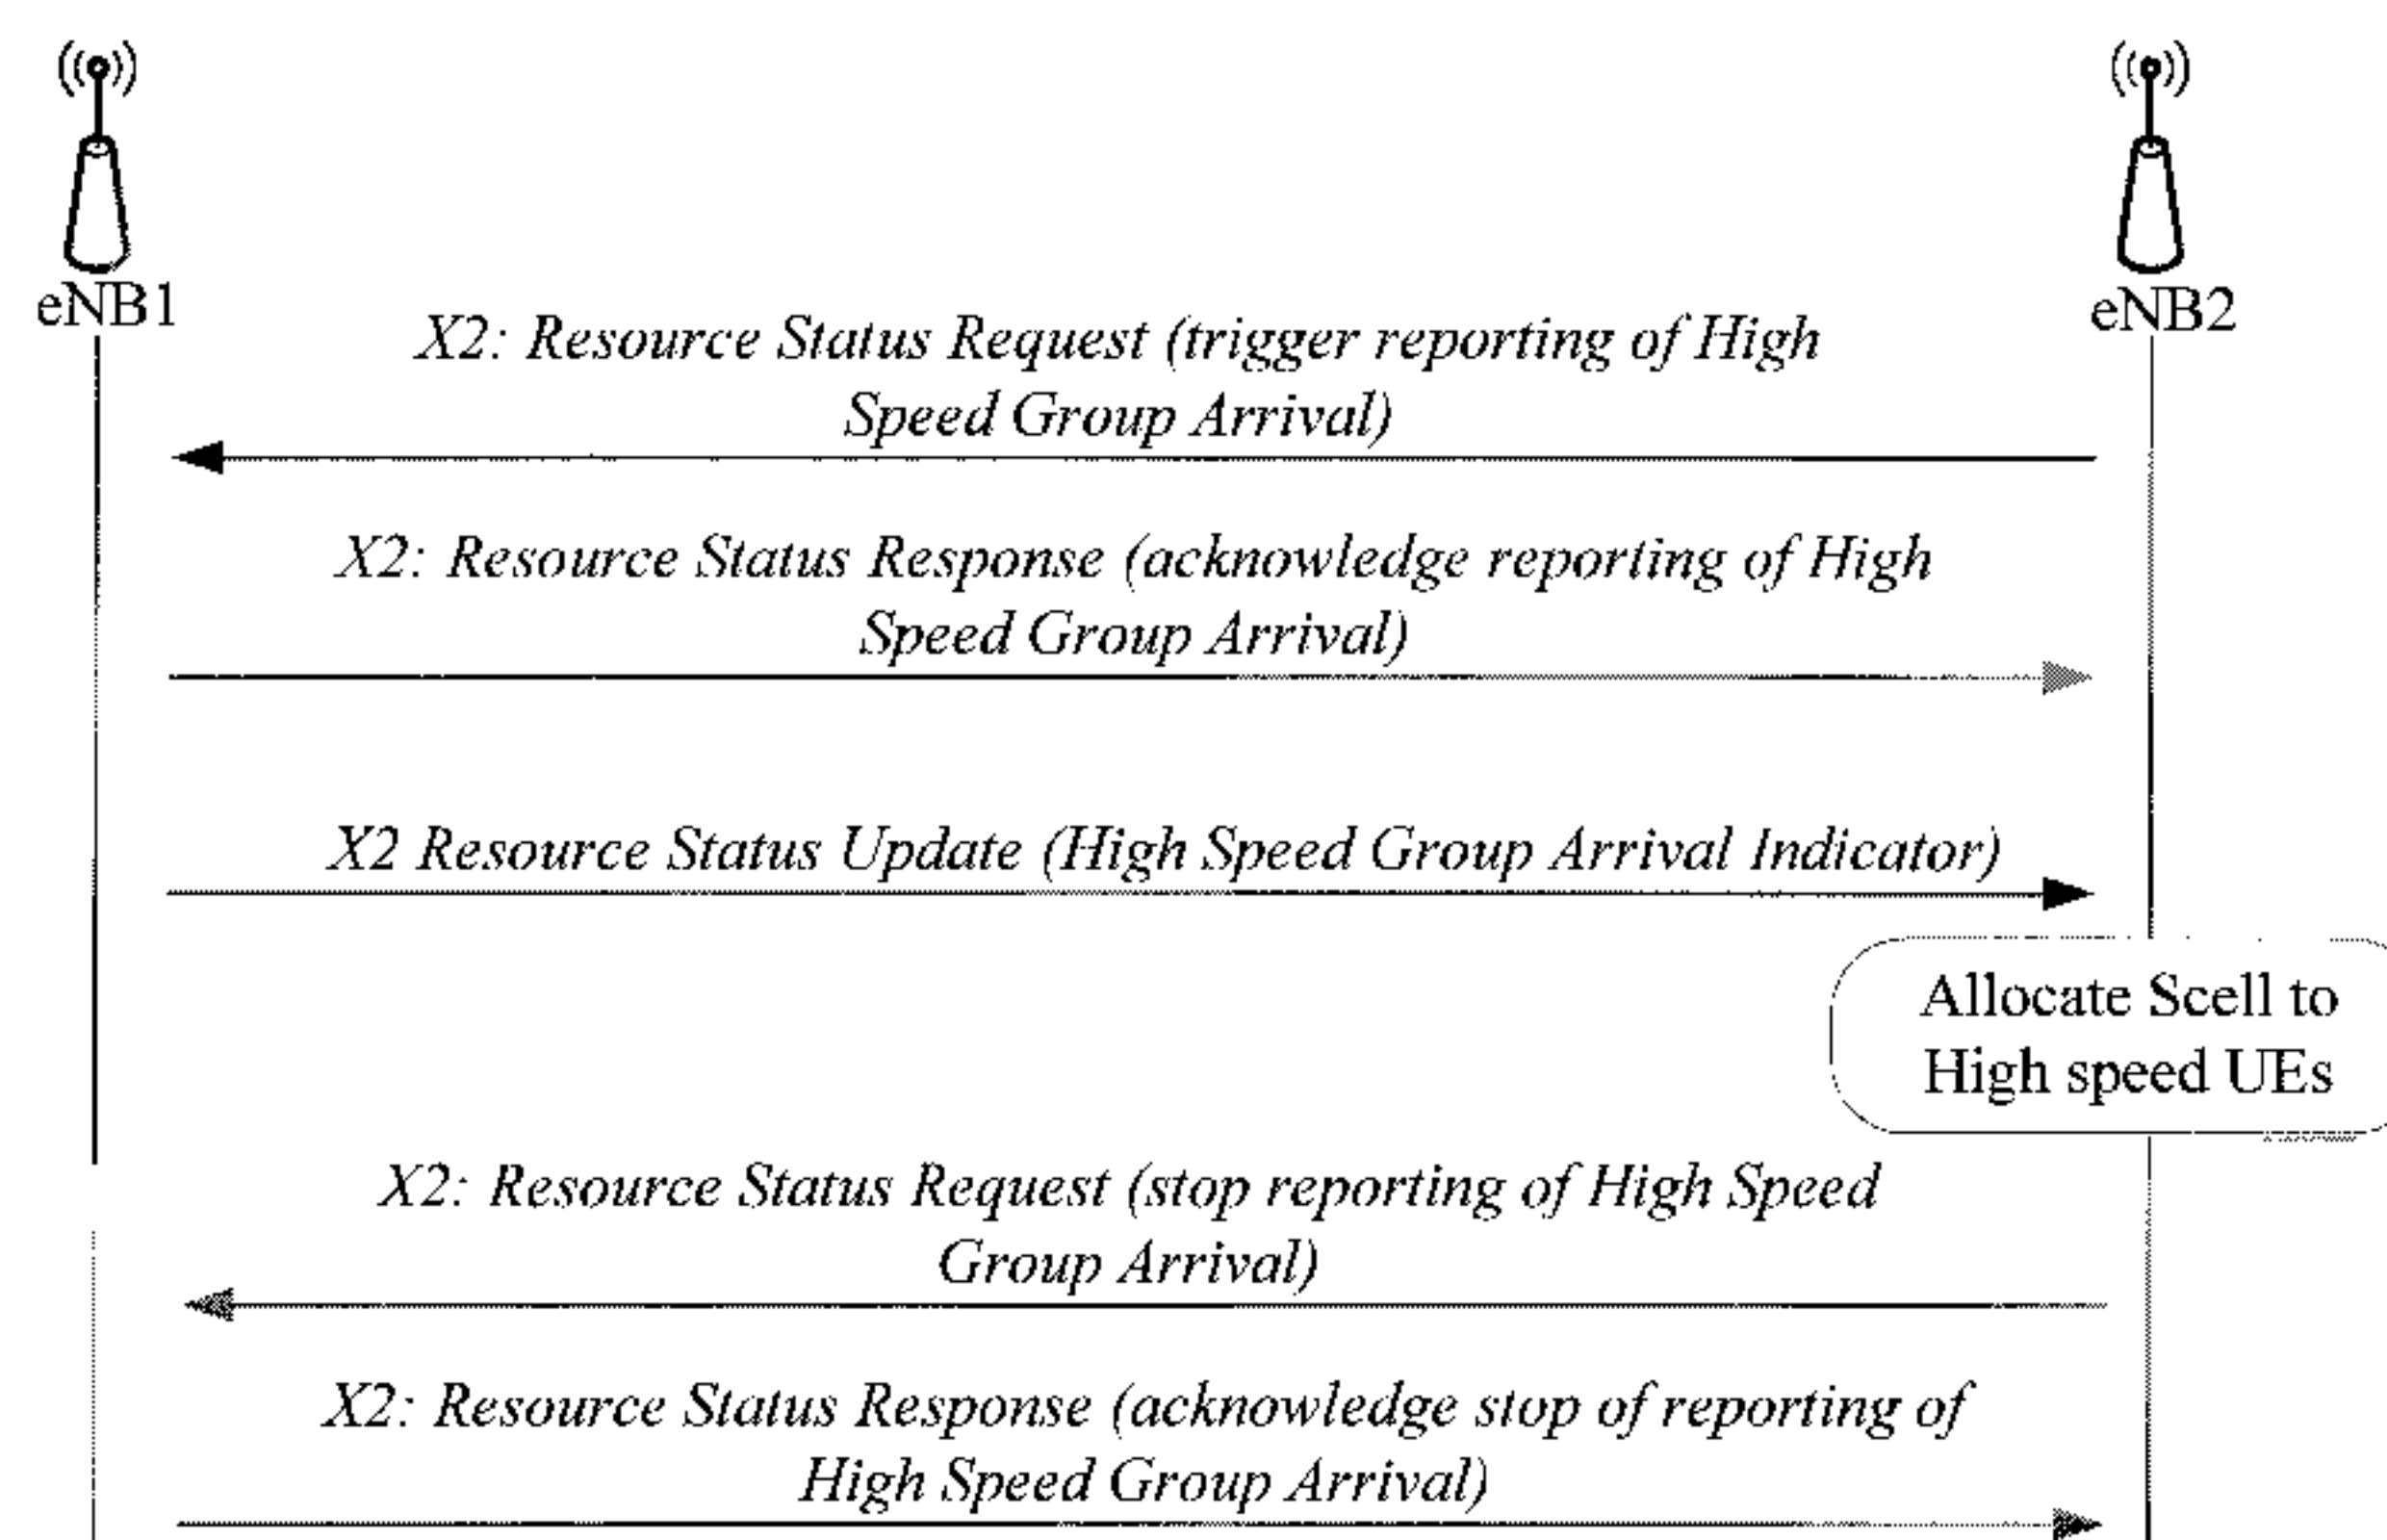 eNB1
eNB2
X2: Resource Status Request (trigger reporting of High
Speed Group Arrival)
X2: Resource Status Response (acknowledge reporting of High
Speed Group Arrival)
X2 Resource Status Update (High Speed Group Arrival Indicator)
Allocate Scell to
High speed UEs
X2: Resource Status Request (stop reporting of High Speed
Group Arrival)
X2: Resource Status Response (acknowledge stop of reporting of
High Speed Group Arrival)